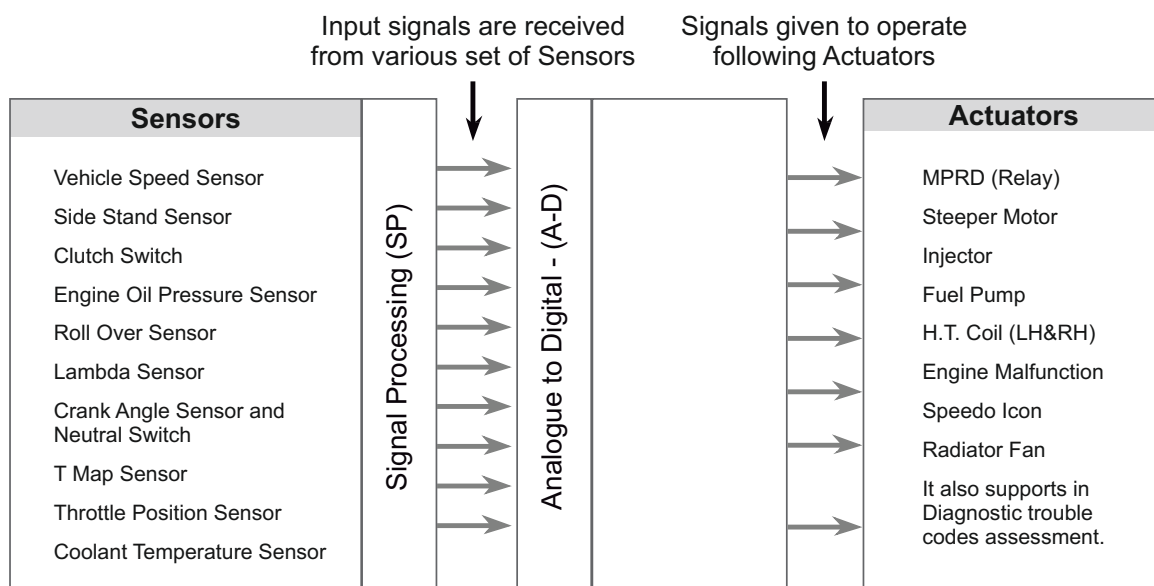 Input signals are received
from various set of Sensors
Signals given to operate
following Actuators
Sensors
Vehicle Speed Sensor
Side Stand Sensor
Clutch Switch
Engine Oil Pressure Sensor
Roll Over Sensor
Lambda Sensor
Crank Angle Sensor and
Neutral Switch
T Map Sensor
Throttle Position Sensor
Coolant Temperature Sensor
Signal Processing (SP)
Analogue to Digital - (A-D)
Actuators
MPRD (Relay)
Steeper Motor
Injector
Fuel Pump
H.T. Coil (LH&RH)
Engine Malfunction
Speedo Icon
Radiator Fan
It also supports in
Diagnostic trouble
codes assessment.